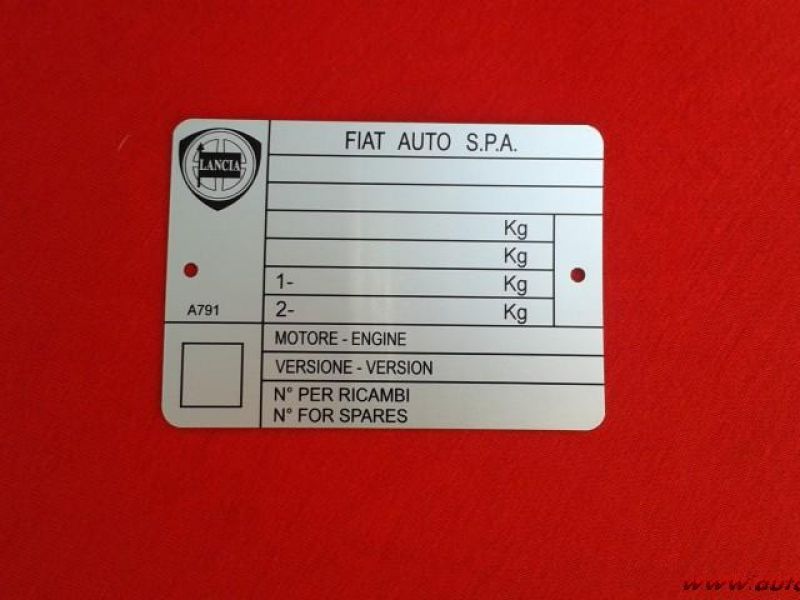 FIAT AUTO S.P.A.
LANCIA
Kg
Kg
1- Kg
2- Kg
A791
MOTORE - ENGINE
VERSIONE - VERSION
N° PER RICAMBI
N° FOR SPARES